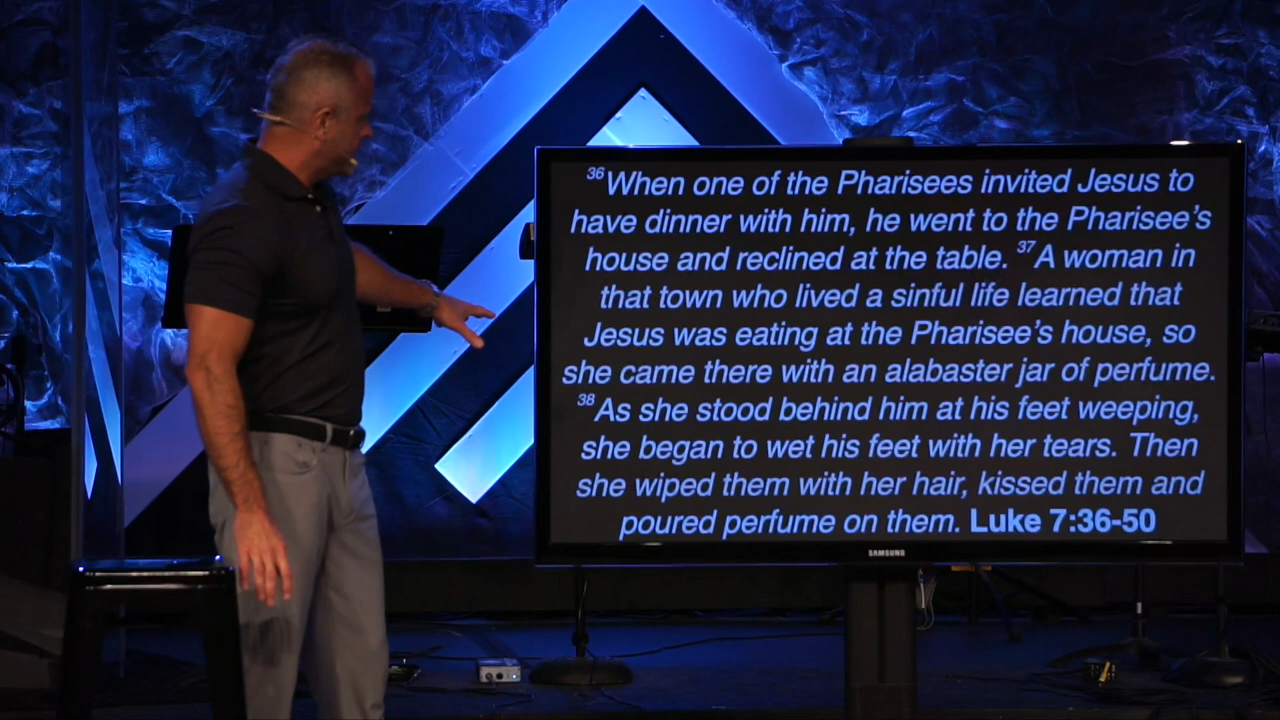 ³⁶When one of the Pharisees invited Jesus to
have dinner with him, he went to the Pharisee’s
house and reclined at the table. ³⁷A woman in
that town who lived a sinful life learned that
Jesus was eating at the Pharisee’s house, so
she came there with an alabaster jar of perfume.
³⁸As she stood behind him at his feet weeping,
she began to wet his feet with her tears. Then
she wiped them with her hair, kissed them and
poured perfume on them. Luke 7:36-50
SAMSUNG